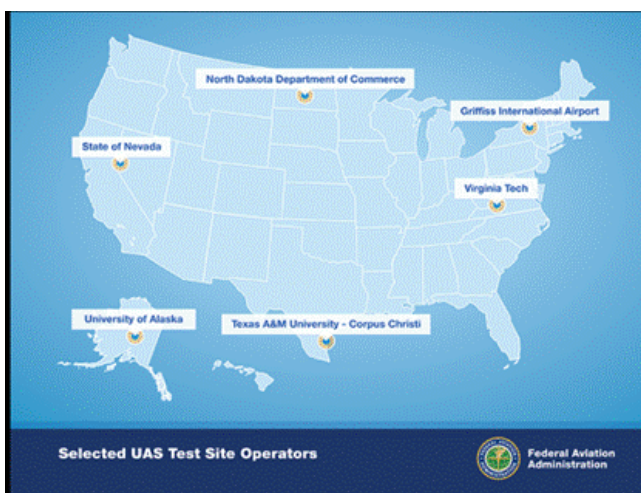 North Dakota Department of Commerce
Griffiss International Airport
State of Nevada
Virginia Tech
University of Alaska
Texas A&M University - Corpus Christi
Selected UAS Test Site Operators
Federal Aviation
Administration